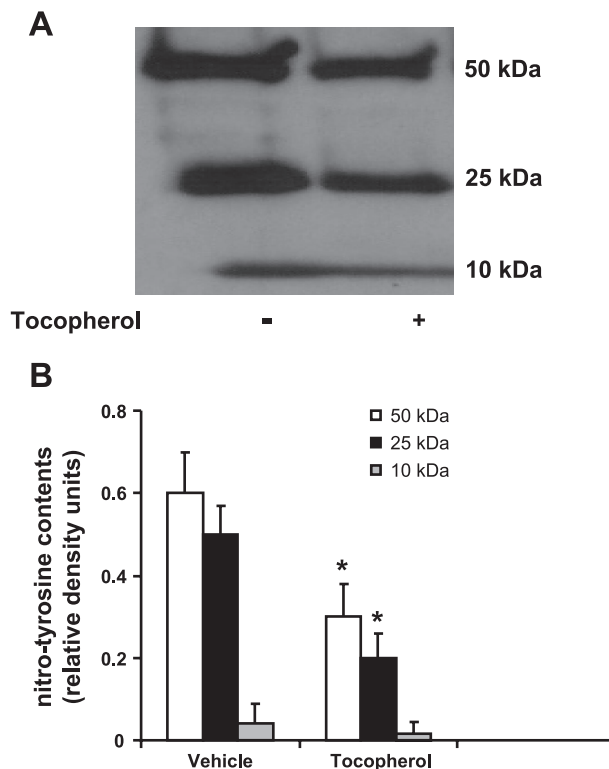 A
50 kDa
25 kDa
10 kDa
Tocopherol - +
B
nitro-tyrosine contents
(relative density units)
0.8
0.6
0.4
0.2
0
50 kDa
25 kDa
10 kDa
* *
Vehicle Tocopherol